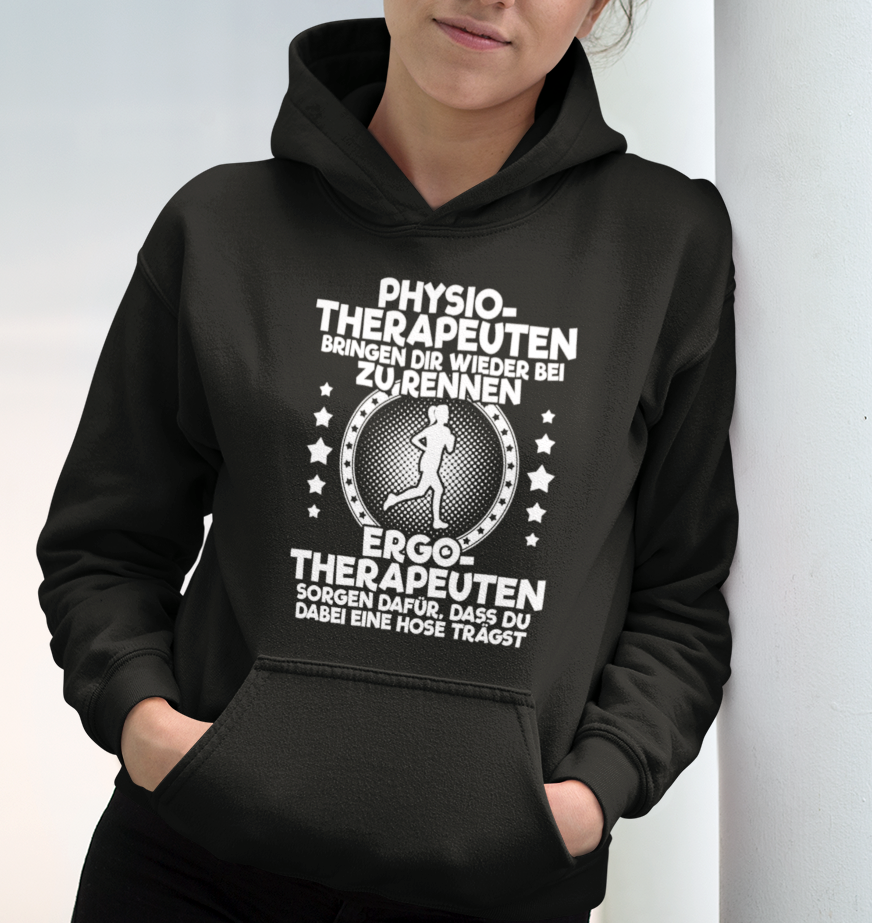 PHYSIO-
THERAPEUTEN
BRINGEN DIR WIEDER BEI
ZU RENNEN
ERGO-
THERAPEUTEN
SORGEN DAFÜR, DASS DU
DABEI EINE HOSE TRÄGST